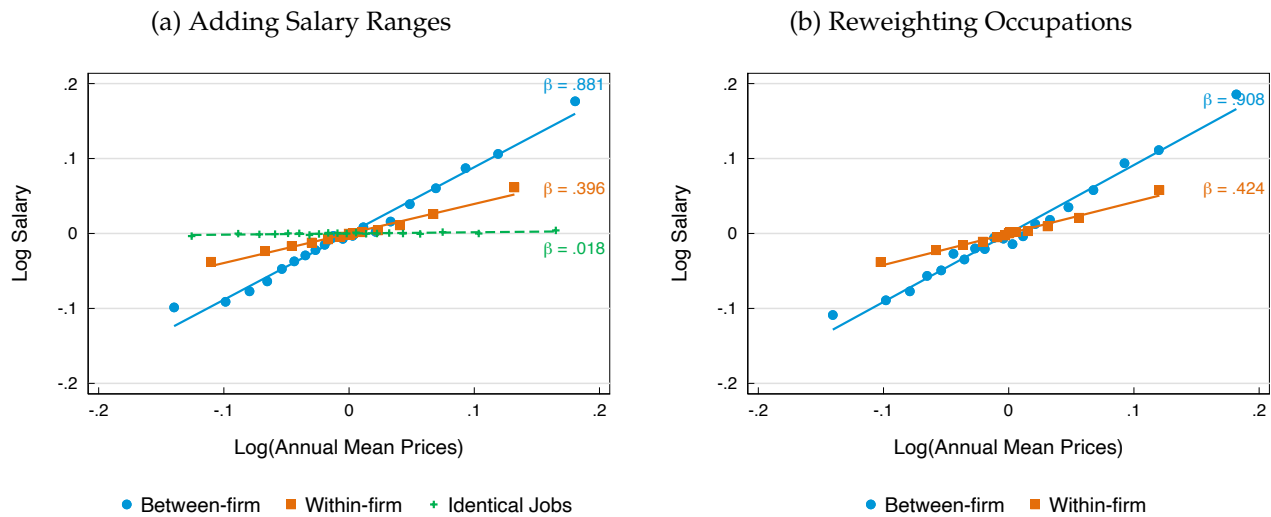 (a) Adding Salary Ranges
.2
.1
0
-.1
-.2
Log Salary
β = .881
β = .396
β = .018
-.2 -.1 0 .1 .2
Log(Annual Mean Prices)
Between-firm Within-firm Identical Jobs
(b) Reweighting Occupations
.2
.1
0
-.1
-.2
Log Salary
β = .908
β = .424
-.2 -.1 0 .1 .2
Log(Annual Mean Prices)
Between-firm Within-firm